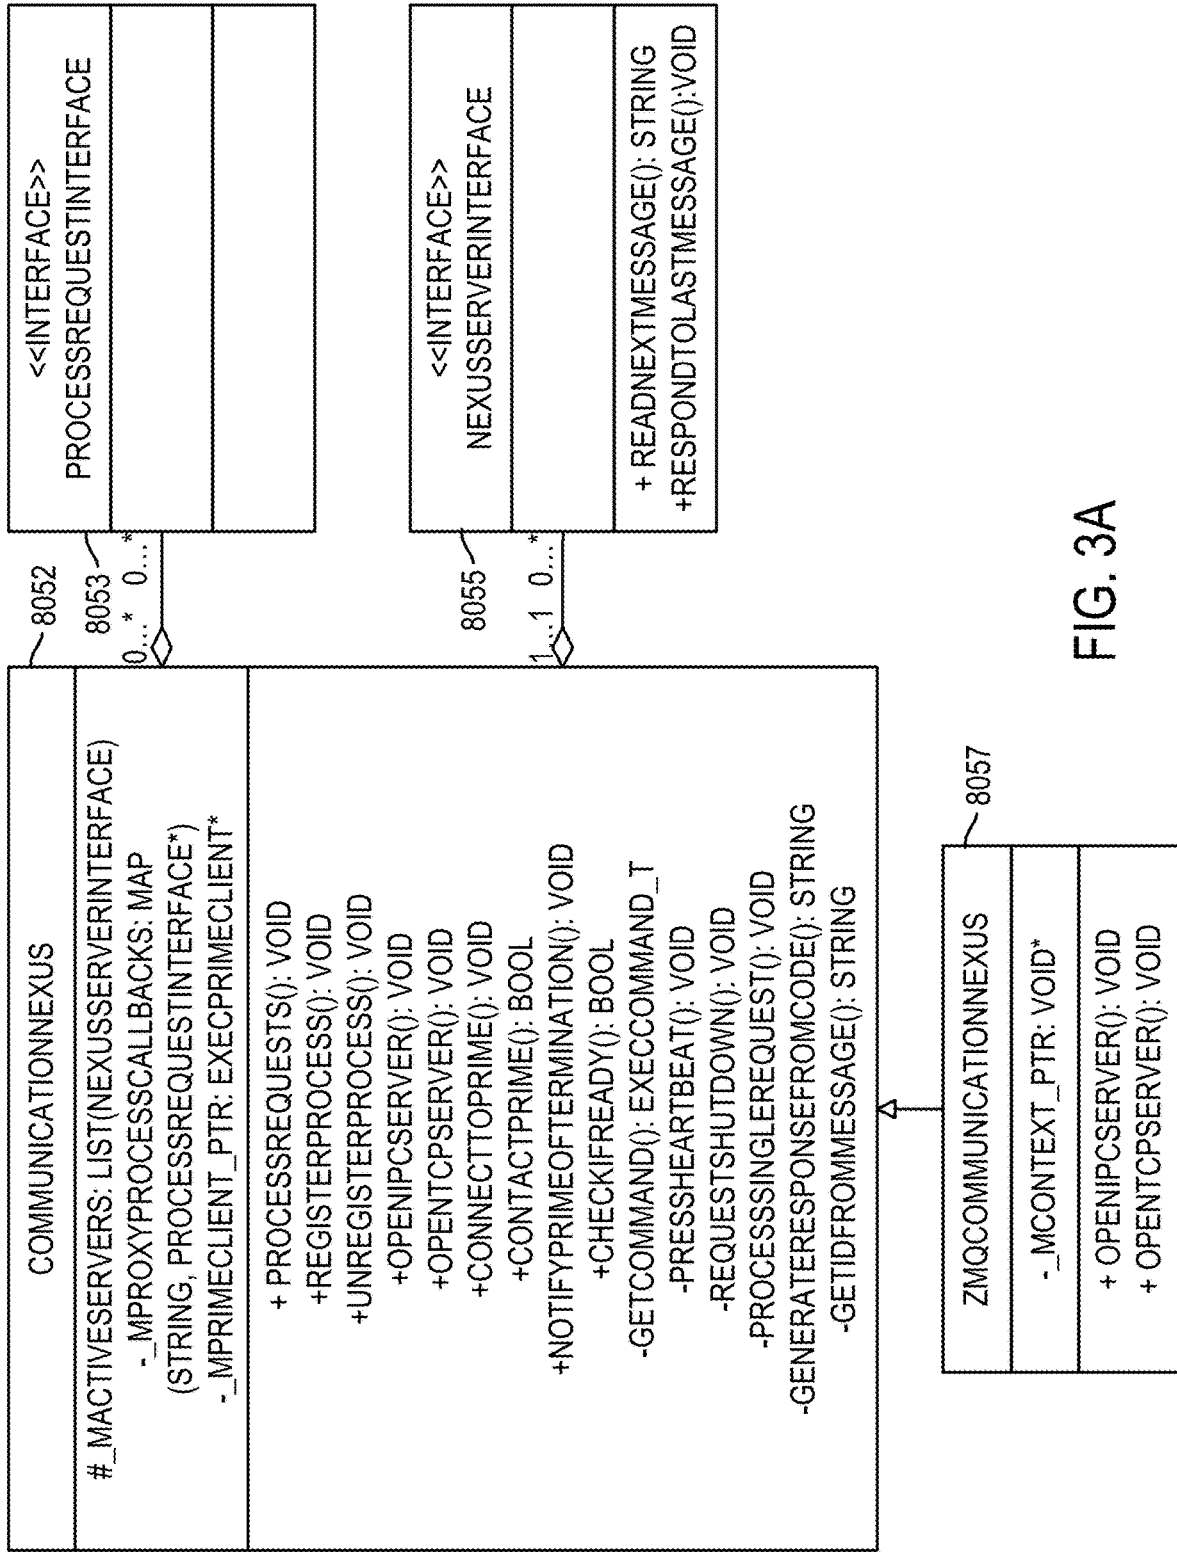 COMMUNICATIONNEXUS
8052
#_MACTIVESERVERS: LIST(NEXUSSERVERINTERFACE)
-_MPROXYPROCESSCALLBACKS: MAP
(STRING, PROCESSREQUESTINTERFACE*)
-_MPRIMECLIENT_PTR: EXECPRIMECLIENT*
+ PROCESSREQUESTS(): VOID
+REGISTERPROCESS(): VOID
+UNREGISTERPROCESS(): VOID
+OPENIPCSERVER(): VOID
+OPENTCPSERVER(): VOID
+CONNECTTOPRIME(): VOID
+CONTACTPRIME(): BOOL
+NOTIFYPRIMEOFTERMINATION(): VOID
+CHECKIFREADY(): BOOL
-GETCOMMAND(): EXECCOMMAND_T
-PRESSHEARTBEAT(): VOID
-REQUESTSHUTDOWN(): VOID
-PROCESSSINGLEREQUEST(): VOID
-GENERATERESPONSEFROMCODE(): STRING
-GETIDFROMMESSAGE(): STRING
8053
0...* 0...*
<<INTERFACE>>
PROCESSREQUESTINTERFACE
8055
1...1 0...*
<<INTERFACE>>
NEXUSSERVERINTERFACE
+ READNEXTMESSAGE(): STRING
+RESPONDTOLASTMESSAGE():VOID
8057
ZMQCOMMUNICATIONNEXUS
-_MCONTEXT_PTR: VOID*
+ OPENIPCSERVER(): VOID
+ OPENTCPSERVER(): VOID
FIG. 3A